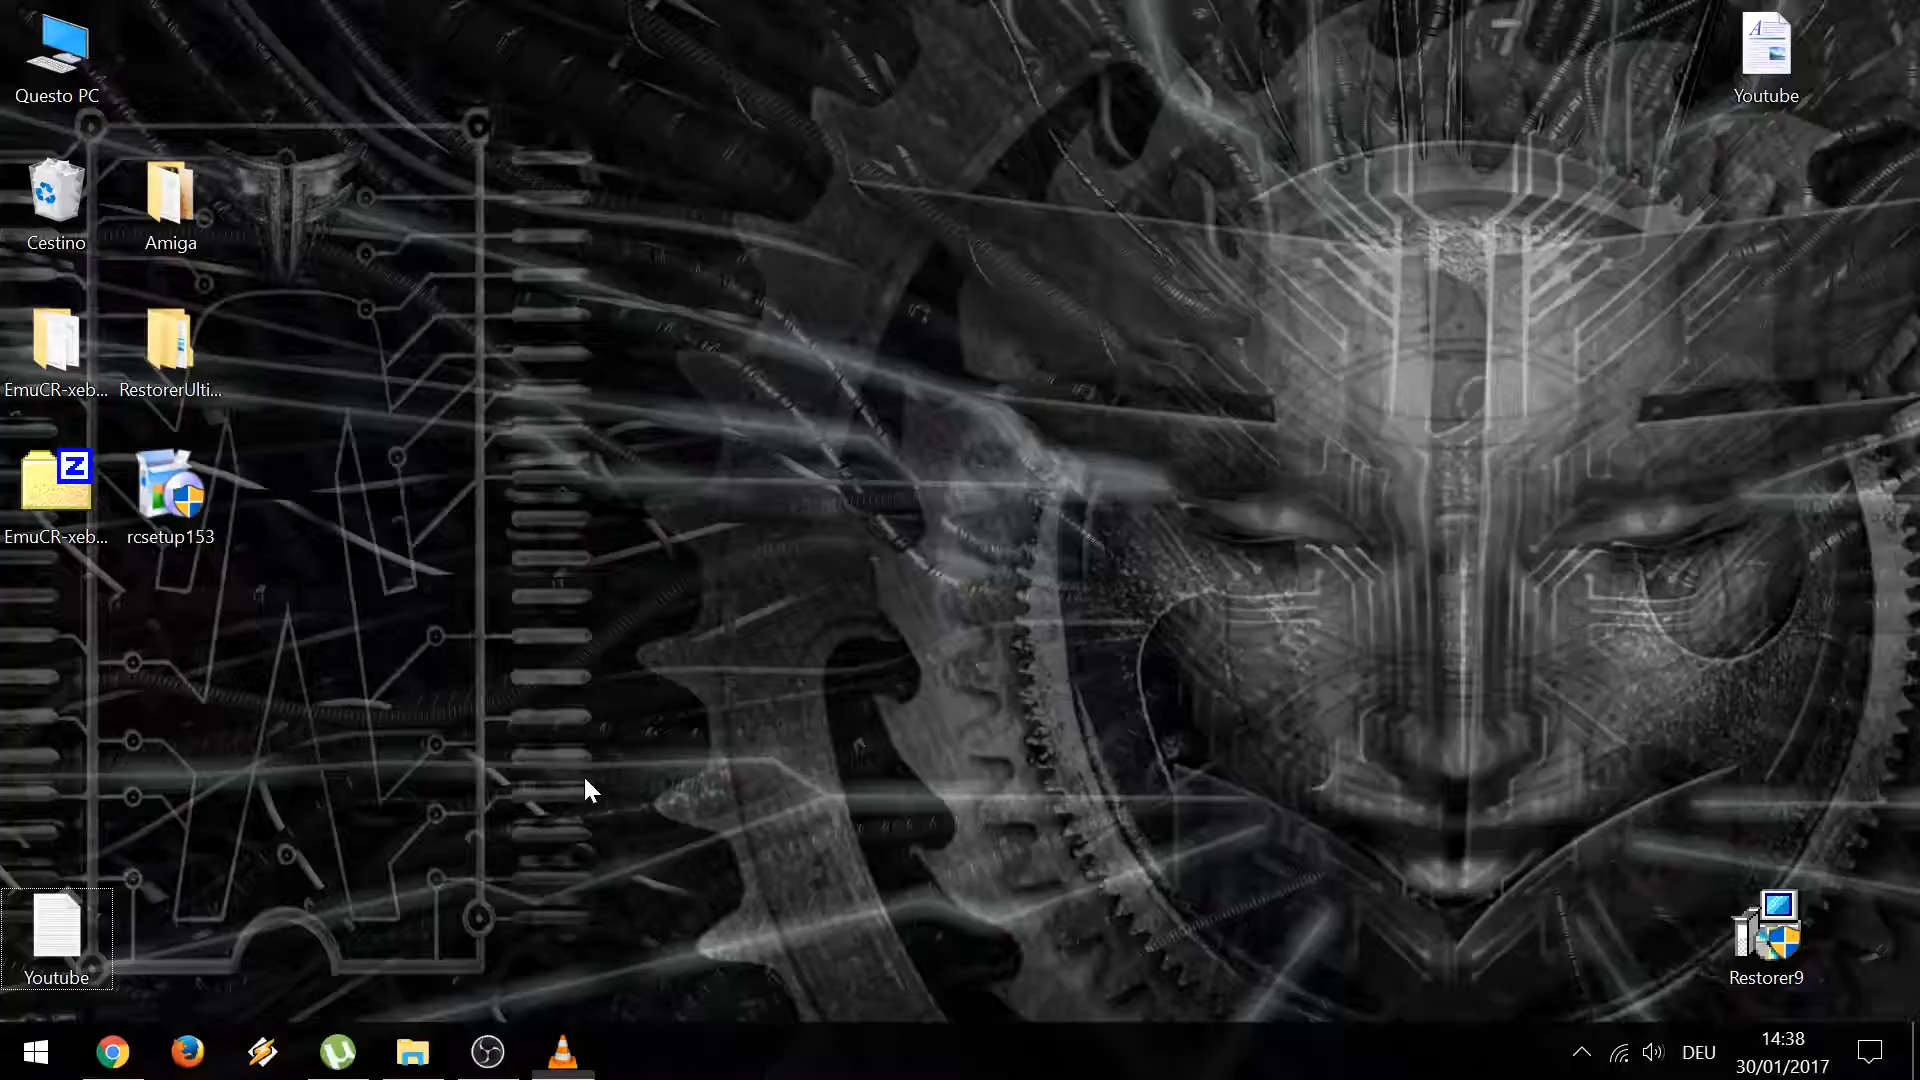 Questo PC
Youtube
Cestino
Amiga
EmuCR-xeb...
RestorerUlti...
EmuCR-xeb...
rcsetup153
Youtube
Restorer9
DEU
14:38
30/01/2017